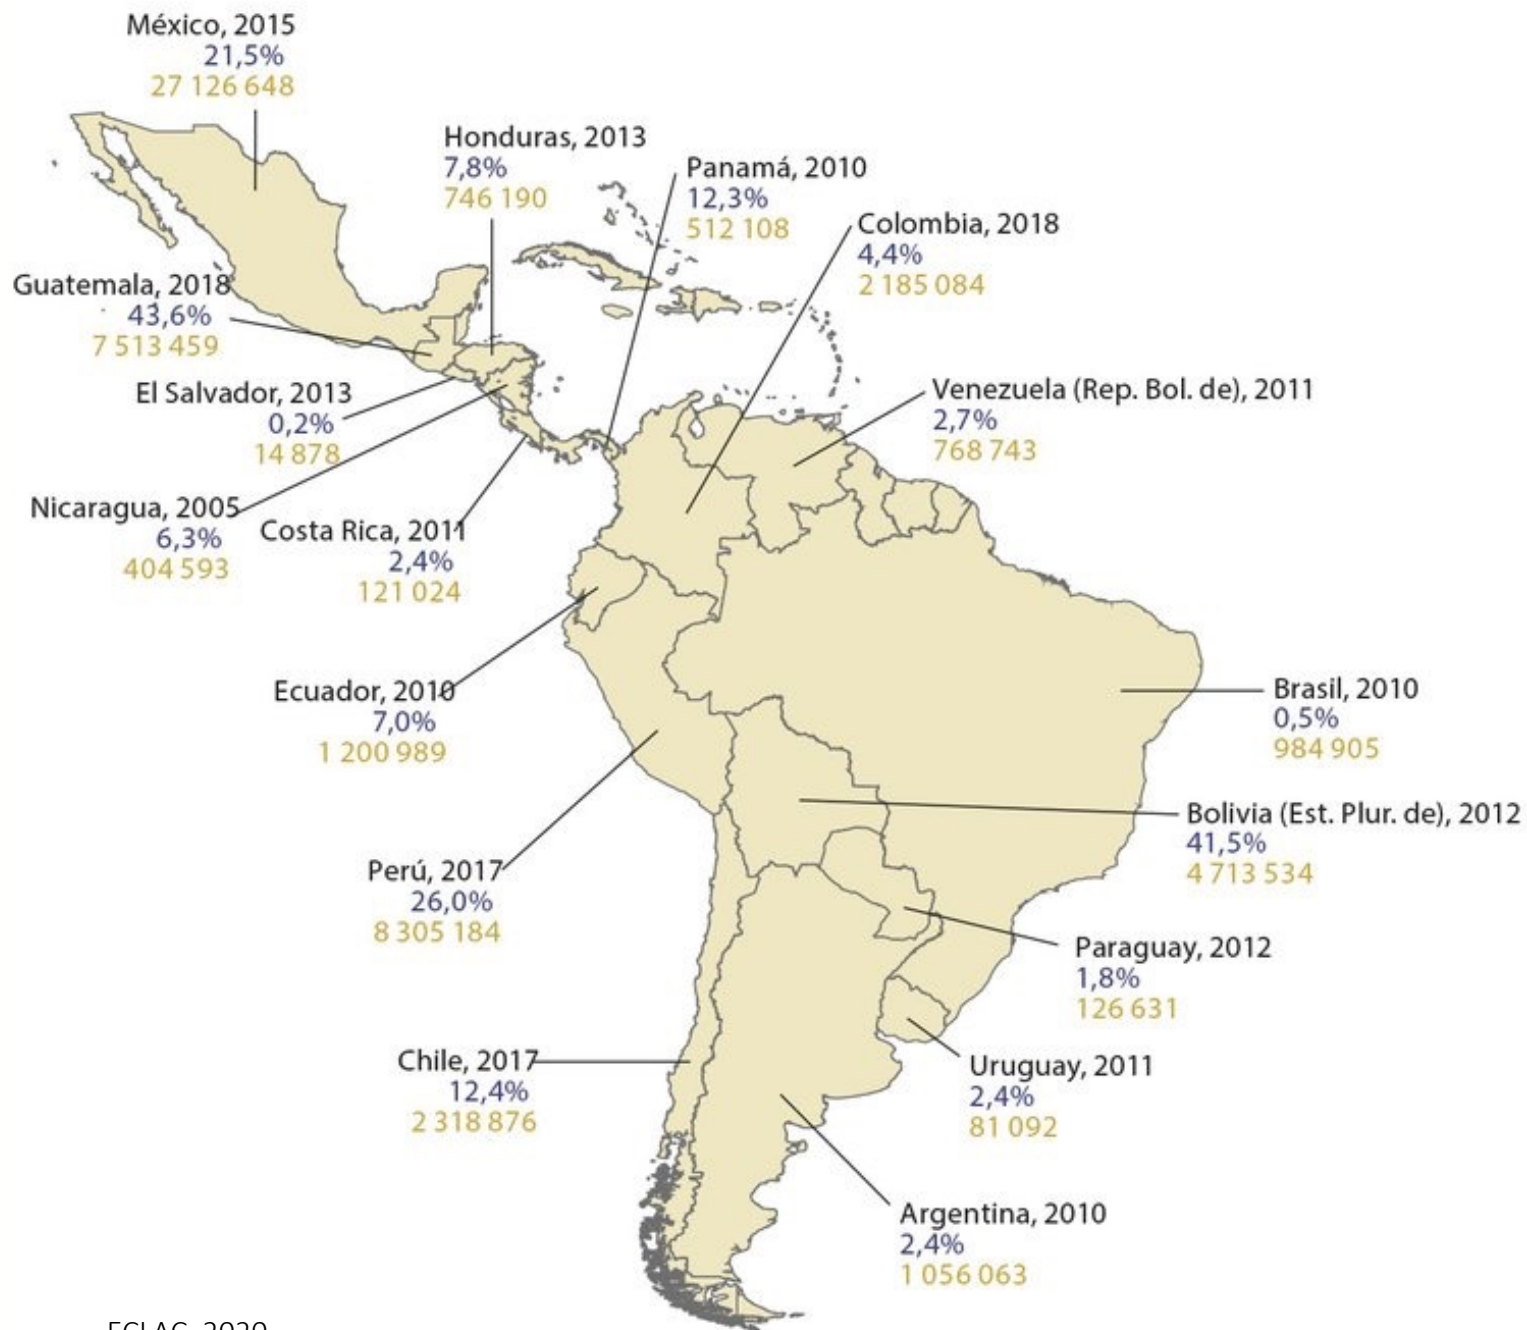 México, 2015
21,5%
27 126 648
Honduras, 2013
7,8%
746 190
Panamá, 2010
12,3%
512 108
Colombia, 2018
4,4%
2 185 084
Guatemala, 2018
43,6%
7 513 459
El Salvador, 2013
0,2%
14 878
Venezuela (Rep. Bol. de), 2011
2,7%
768 743
Nicaragua, 2005
6,3%
404 593
Costa Rica, 2011
2,4%
121 024
Ecuador, 2010
7,0%
1 200 989
Brasil, 2010
0,5%
984 905
Bolivia (Est. Plur. de), 2012
41,5%
4 713 534
Perú, 2017
26,0%
8 305 184
Paraguay, 2012
1,8%
126 631
Chile, 2017
12,4%
2 318 876
Uruguay, 2011
2,4%
81 092
Argentina, 2010
2,4%
1 056 063
ECLAC, 2020